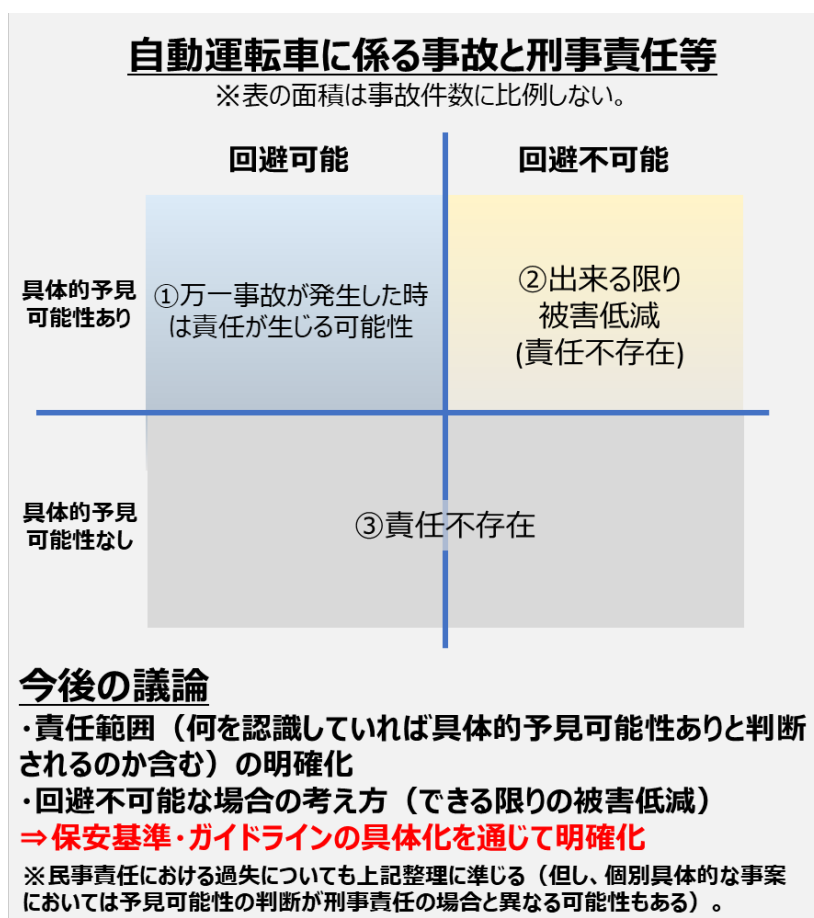 自動運転車に係る事故と刑事責任等
※表の面積は事故件数に比例しない。
回避可能
回避不可能
具体的予見
可能性あり
①万一事故が発生した時
は責任が生じる可能性
②出来る限り
被害低減
(責任不存在)
具体的予見
可能性なし
③責任不存在
今後の議論
・責任範囲（何を認識していれば具体的予見可能性ありと判断
されるのか含む）の明確化
・回避不可能な場合の考え方（できる限りの被害低減）
⇒保安基準・ガイドラインの具体化を通じて明確化
※民事責任における過失についても上記整理に準じる（但し、個別具体的な事案
においては予見可能性の判断が刑事責任の場合と異なる可能性もある）。